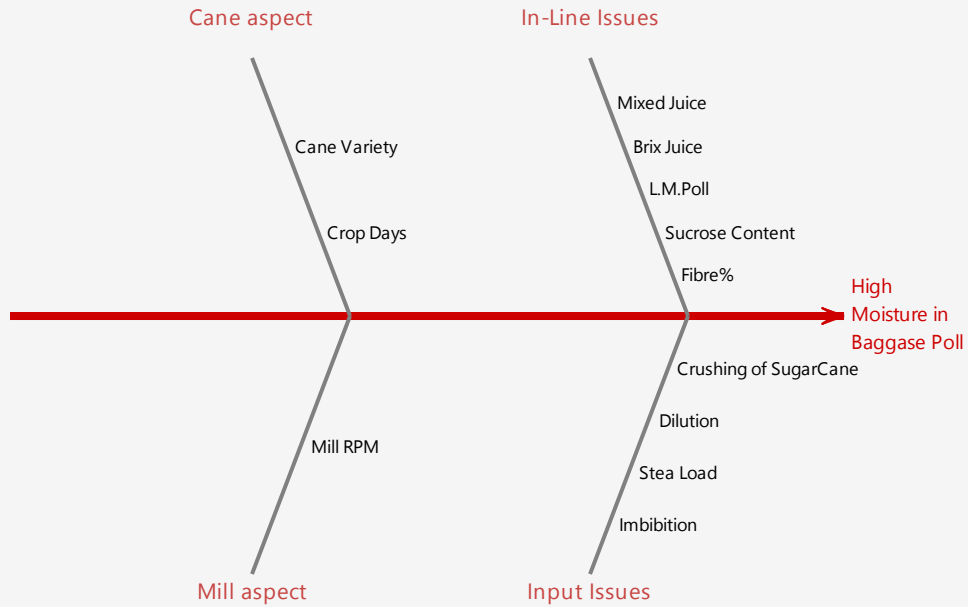 Cane aspect
In-Line Issues
Mixed Juice
Cane Variety
Brix Juice
L.M.Poll
Crop Days
Sucrose Content
Fibre%
High
Moisture in
Baggase Poll
Crushing of SugarCane
Dilution
Mill RPM
Stea Load
Imbibition
Mill aspect
Input Issues